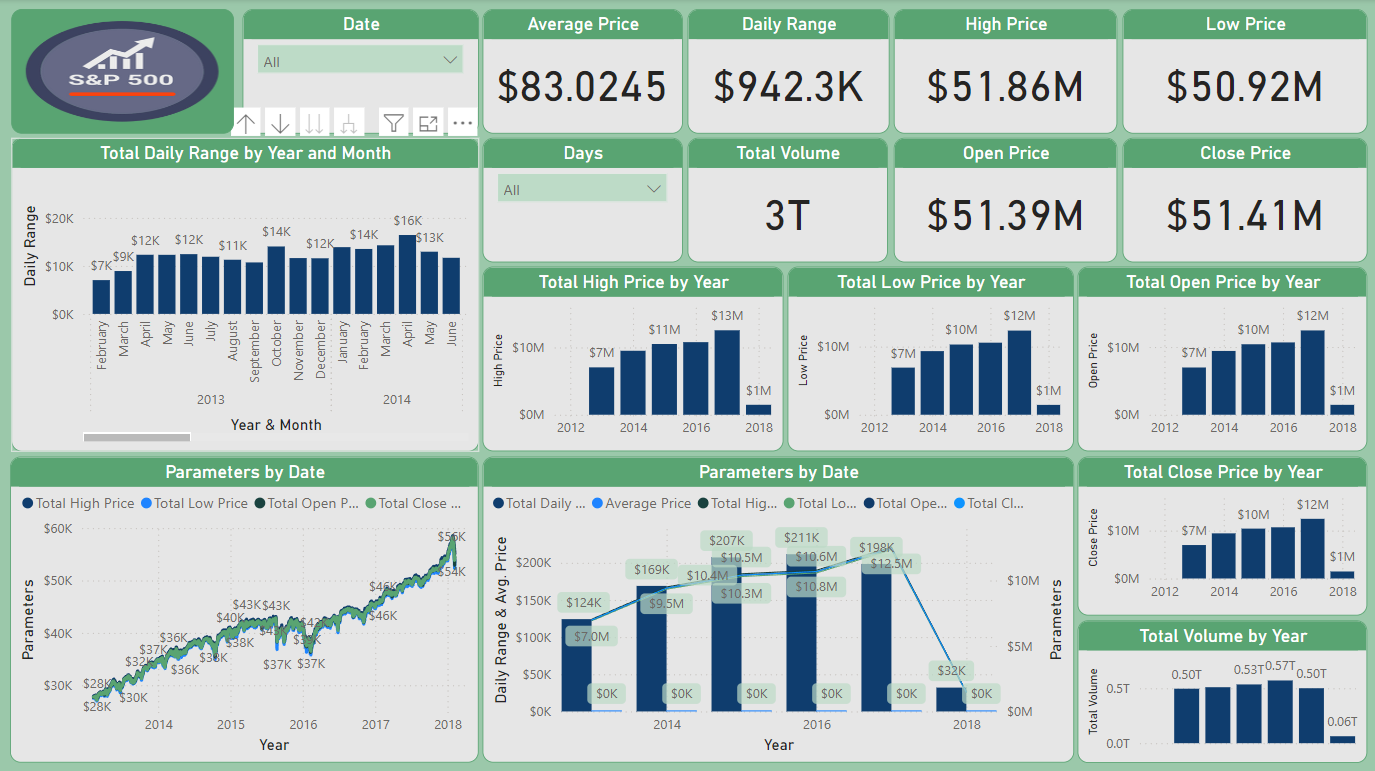 S&P 500
Date
All
Average Price
$83.0245
Daily Range
$942.3K
High Price
$51.86M
Low Price
$50.92M
Days
All
Total Volume
3T
Open Price
$51.39M
Close Price
$51.41M
Total Daily Range by Year and Month
Daily Range
$20K
$10K
$0K
$7K
$9K
$12K
$12K
$11K
$14K
$12K
$14K
$16K
$13K
February
March
April
May
June
July
August
September
October
November
December
January
February
March
April
May
June
2013
2014
Year & Month
Total High Price by Year
High Price
$10M
$0M
$7M
$11M
$13M
$1M
2012
2014
2016
2018
Total Low Price by Year
Low Price
$10M
$0M
$7M
$10M
$12M
$1M
2012
2014
2016
2018
Total Open Price by Year
Open Price
$10M
$0M
$7M
$10M
$12M
$1M
2012
2014
2016
2018
Parameters by Date
Total High Price
Total Low Price
Total Open P...
Total Close ...
Parameters
$60K
$50K
$40K
$30K
$28K
$28K
$32K
$30K
$37K
$36K
$36K
$38K
$40K
$38K
$43K
$43K
$37K
$37K
$46K
$46K
$56K
$54K
2014
2015
2016
2017
2018
Year
Parameters by Date
Total Daily ...
Average Price
Total Hig...
Total Lo...
Total Ope...
Total Cl...
Daily Range & Avg. Price
$200K
$150K
$100K
$50K
$0K
$124K
$169K
$207K
$211K
$198K
$32K
$7.0M
$9.5M
$10.4M
$10.5M
$10.3M
$10.6M
$10.8M
$12.5M
$0K
$0K
$0K
$0K
$0K
$0K
$10M
$5M
$0M
Parameters
2014
2016
2018
Year
Total Close Price by Year
Close Price
$10M
$0M
$7M
$10M
$12M
$1M
2012
2014
2016
2018
Total Volume by Year
Total Volume
0.5T
0.0T
0.50T
0.53T
0.57T
0.50T
0.06T